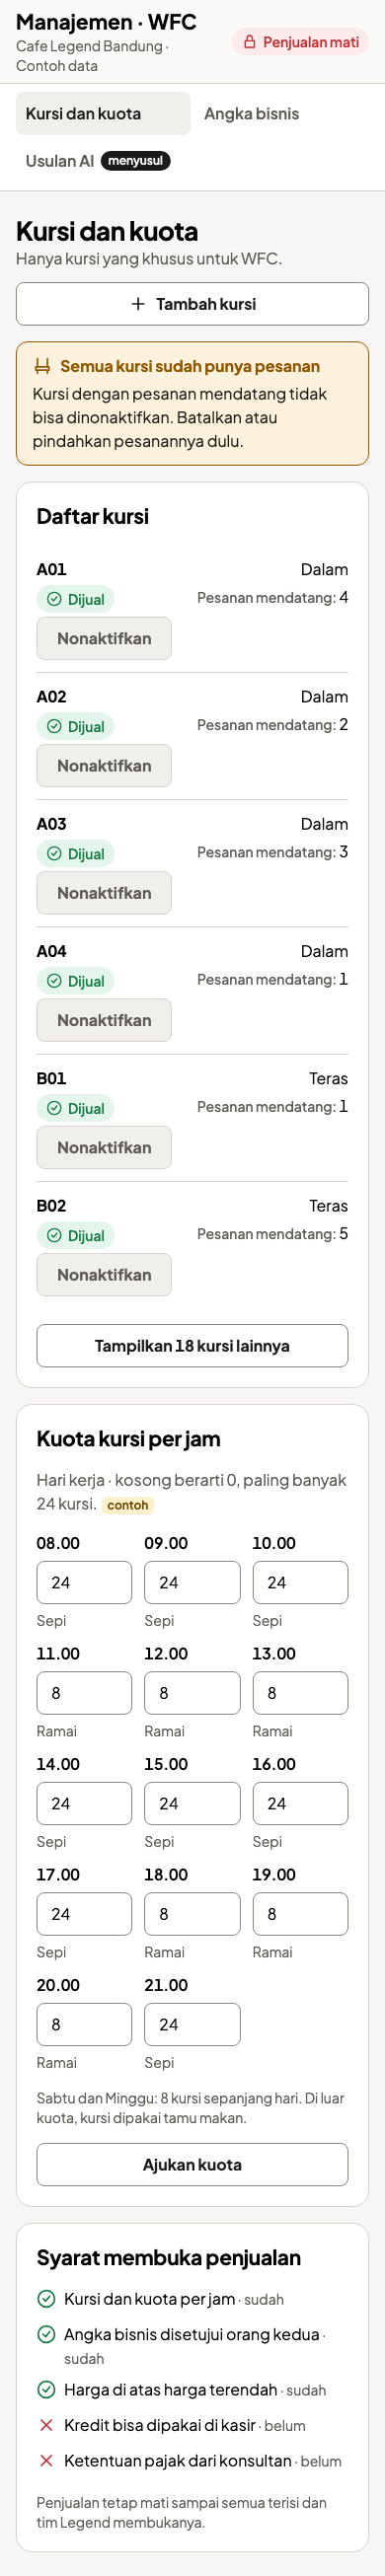 Manajemen · WFC
Cafe Legend Bandung ·
Contoh data
Penjualan mati
Kursi dan kuota
Angka bisnis
Usulan AI menyusul
Kursi dan kuota
Hanya kursi yang khusus untuk WFC.
Tambah kursi
Semua kursi sudah punya pesanan
Kursi dengan pesanan mendatang tidak
bisa dinonaktifkan. Batalkan atau
pindahkan pesanannya dulu.
Daftar kursi
A01 Dalam
Dijual Pesanan mendatang: 4
Nonaktifkan
A02 Dalam
Dijual Pesanan mendatang: 2
Nonaktifkan
A03 Dalam
Dijual Pesanan mendatang: 3
Nonaktifkan
A04 Dalam
Dijual Pesanan mendatang: 1
Nonaktifkan
B01 Teras
Dijual Pesanan mendatang: 1
Nonaktifkan
B02 Teras
Dijual Pesanan mendatang: 5
Nonaktifkan
Tampilkan 18 kursi lainnya
Kuota kursi per jam
Hari kerja · kosong berarti 0, paling banyak
24 kursi. contoh
08.00 09.00 10.00
24 24 24
Sepi Sepi Sepi
11.00 12.00 13.00
8 8 8
Ramai Ramai Ramai
14.00 15.00 16.00
24 24 24
Sepi Sepi Sepi
17.00 18.00 19.00
24 8 8
Sepi Ramai Ramai
20.00 21.00
8 24
Ramai Sepi
Sabtu dan Minggu: 8 kursi sepanjang hari. Di luar
kuota, kursi dipakai tamu makan.
Ajukan kuota
Syarat membuka penjualan
Kursi dan kuota per jam · sudah
Angka bisnis disetujui orang kedua ·
sudah
Harga di atas harga terendah · sudah
Kredit bisa dipakai di kasir · belum
Ketentuan pajak dari konsultan · belum
Penjualan tetap mati sampai semua terisi dan
tim Legend membukanya.